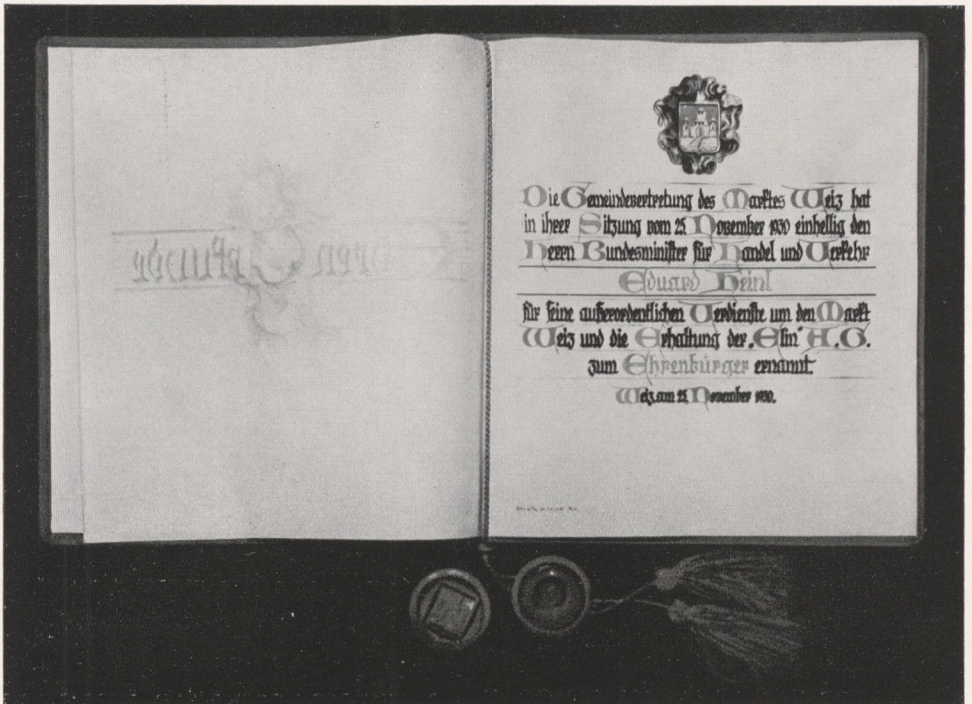 Die Gemeindevertretung des Marktes Weiz hat
in ihrer Sitzung vom 25. November 1930 einhellig den
Herrn Bundesminister für Handel und Verkehr
Eduard Heinl
für seine außerordentlichen Verdienste um den Markt
Weiz und die Erhaltung der „Elin“ A.G.
zum Ehrenbürger ernannt.
Weiz, am 25. November 1930.